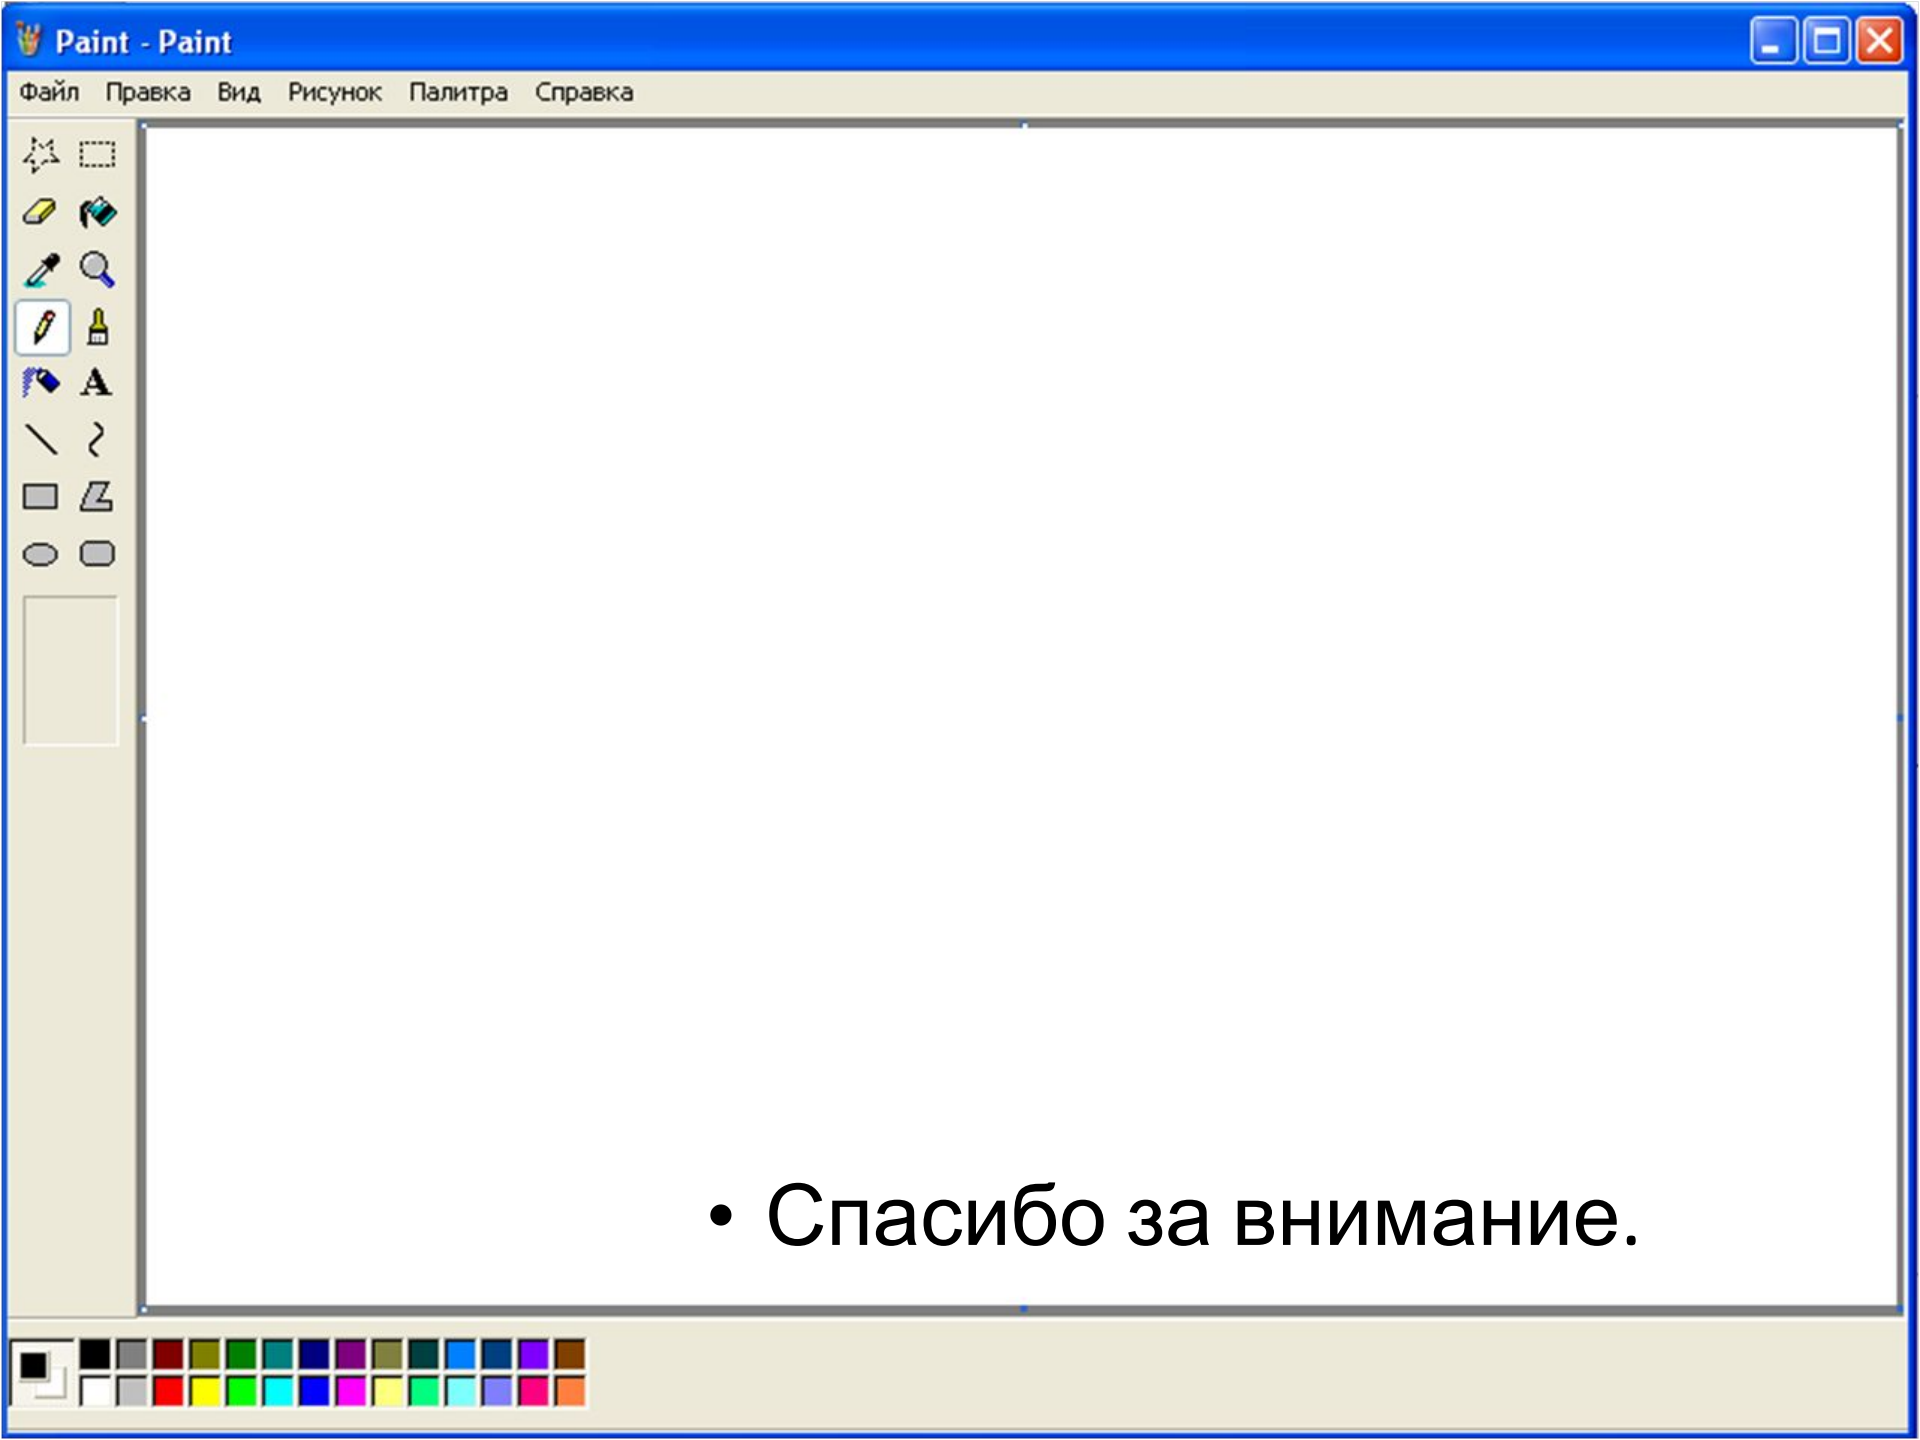 Paint - Paint
Файл Правка Вид Рисунок Палитра Справка
A
• Спасибо за внимание.